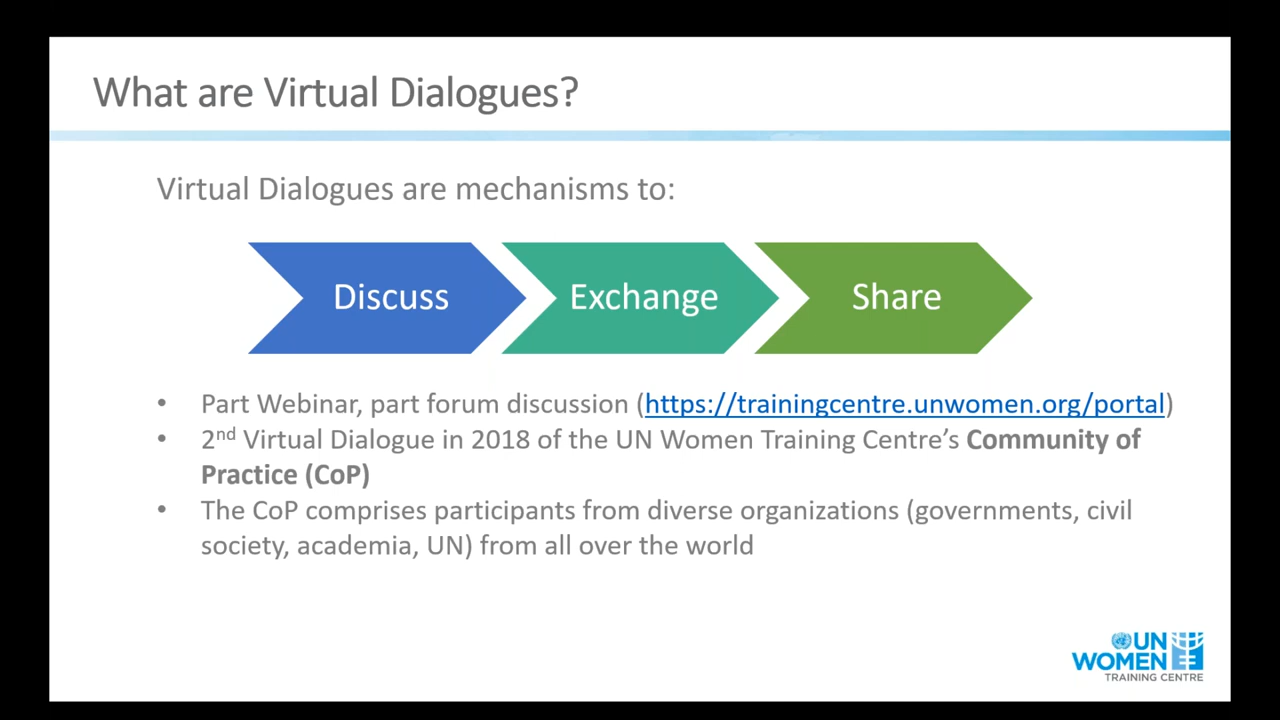 What are Virtual Dialogues?
Virtual Dialogues are mechanisms to:
Discuss
Exchange
Share
• Part Webinar, part forum discussion (https://trainingcentre.unwomen.org/portal)
• 2nd Virtual Dialogue in 2018 of the UN Women Training Centre’s Community of
Practice (CoP)
• The CoP comprises participants from diverse organizations (governments, civil
society, academia, UN) from all over the world
UN
WOMEN
TRAINING CENTRE